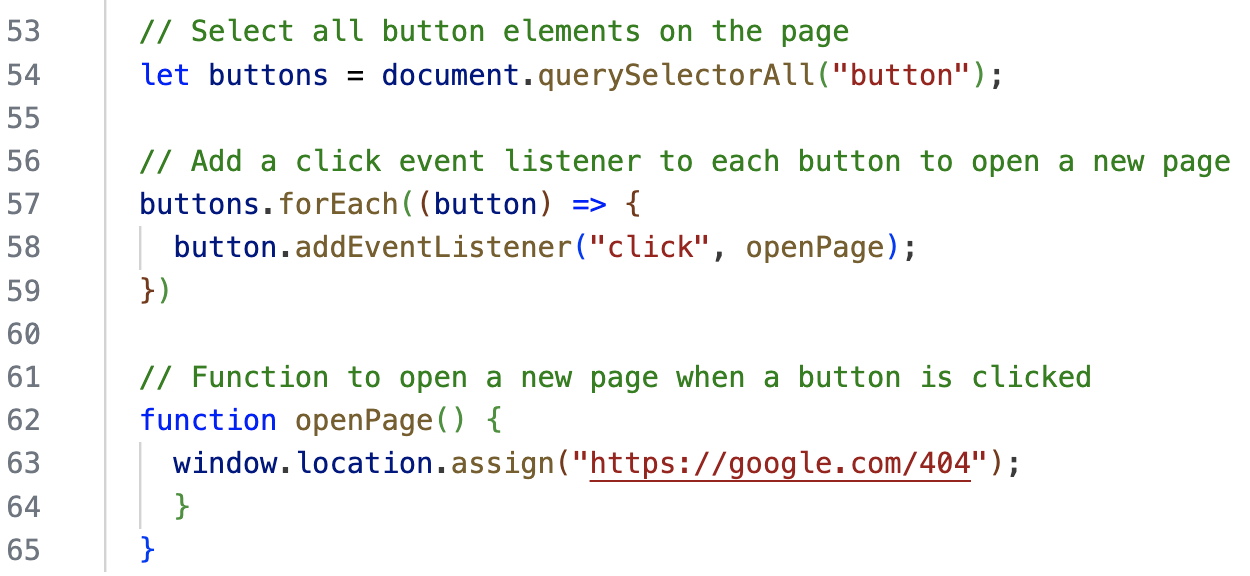 53 // Select all button elements on the page
54 let buttons = document.querySelectorAll("button");
55
56 // Add a click event listener to each button to open a new page
57 buttons.forEach((button) => {
58 button.addEventListener("click", openPage);
59 })
60
61 // Function to open a new page when a button is clicked
62 function openPage() {
63 window.location.assign("https://google.com/404");
64 }
65 }